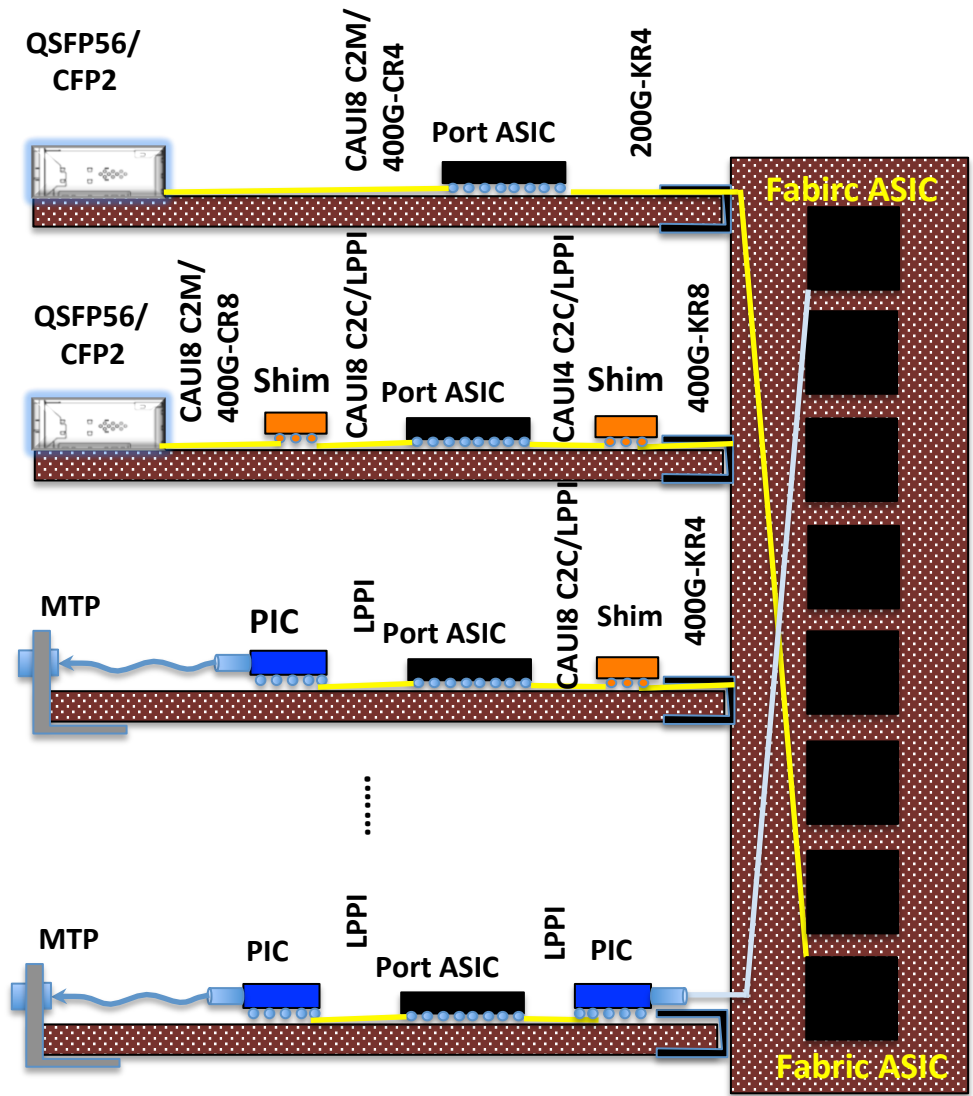 QSFP56/
CFP2
CAUI8 C2M/
400G-CR4
Port ASIC
200G-KR4
Fabirc ASIC
QSFP56/
CFP2
CAUI8 C2M/
400G-CR8
Shim
CAUI8 C2C/LPPI
Port ASIC
CAUI4 C2C/LPPI
Shim
400G-KR8
MTP
PIC
LPPI
Port ASIC
CAUI8 C2C/LPPI
Shim
400G-KR4
.......
MTP
PIC
LPPI
Port ASIC
LPPI
PIC
Fabric ASIC